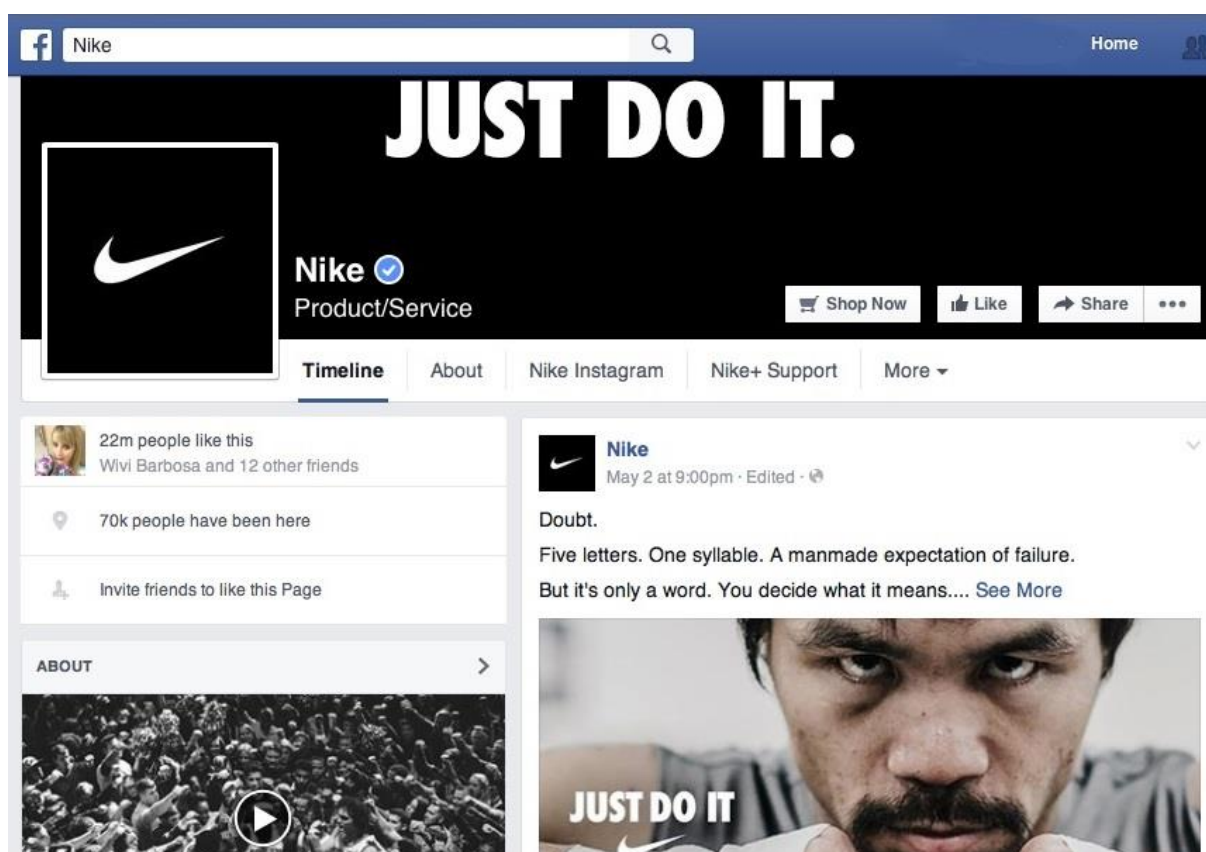 Nike
Home
JUST DO IT.
Nike
Product/Service
Shop Now
Like
Share
Timeline
About
Nike Instagram
Nike+ Support
More
22m people like this
Wivi Barbosa and 12 other friends
70k people have been here
Invite friends to like this Page
ABOUT
Nike
May 2 at 9:00pm · Edited ·
Doubt.
Five letters. One syllable. A manmade expectation of failure.
But it's only a word. You decide what it means.... See More
JUST DO IT